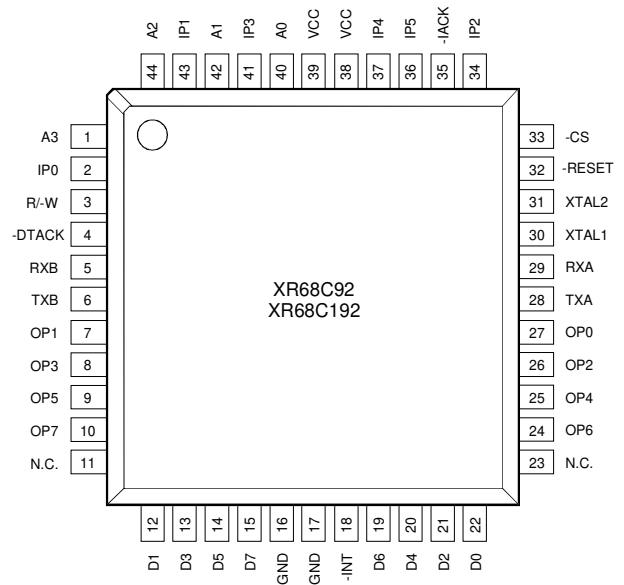 A2 IP1 A1 IP3 A0 VCC VCC IP4 IP5 -IACK IP2
44 43 42 41 40 39 38 37 36 35 34
A3 1 33 -CS
IP0 2 32 -RESET
R/-W 3 31 XTAL2
-DTACK 4 30 XTAL1
RXB 5 29 RXA
TXB 6 28 TXA
XR68C92
XR68C192
OP1 7 27 OP0
OP3 8 26 OP2
OP5 9 25 OP4
OP7 10 24 OP6
N.C. 11 23 N.C.
12 13 14 15 16 17 18 19 20 21 22
D1 D3 D5 D7 GND GND -INT D6 D4 D2 D0